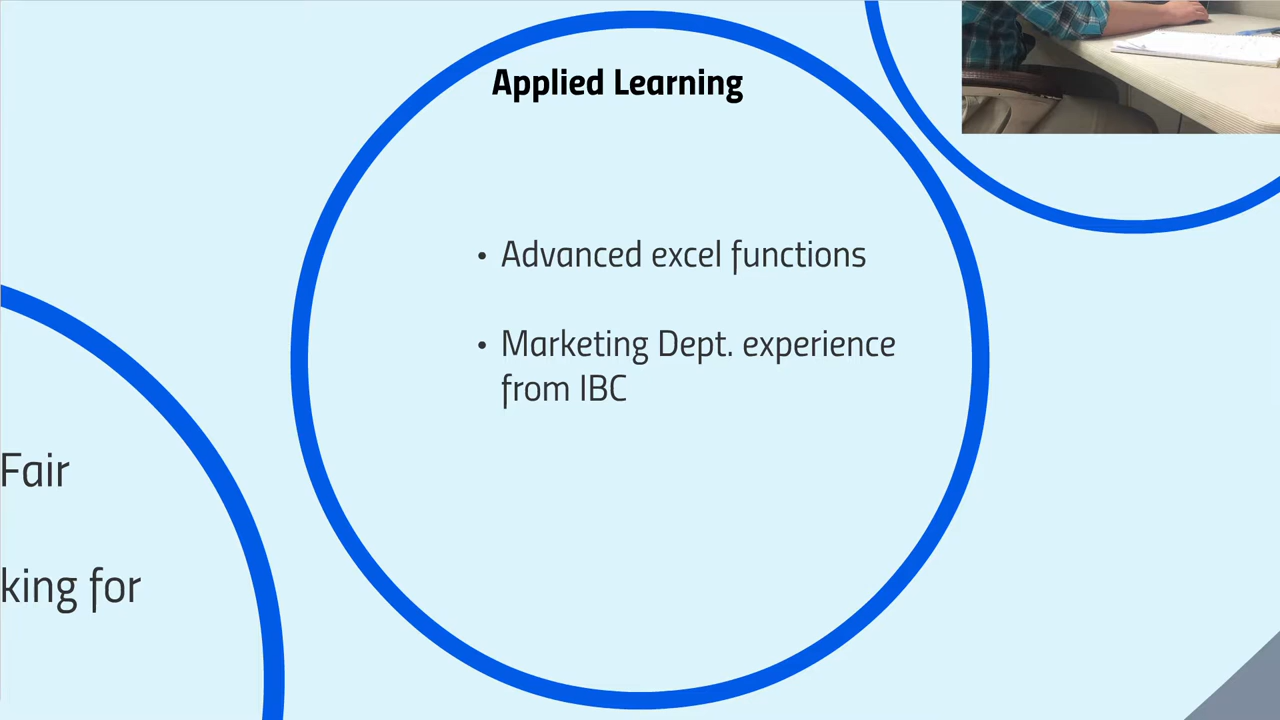 Applied Learning
• Advanced excel functions
• Marketing Dept. experience
from IBC
Fair
king for